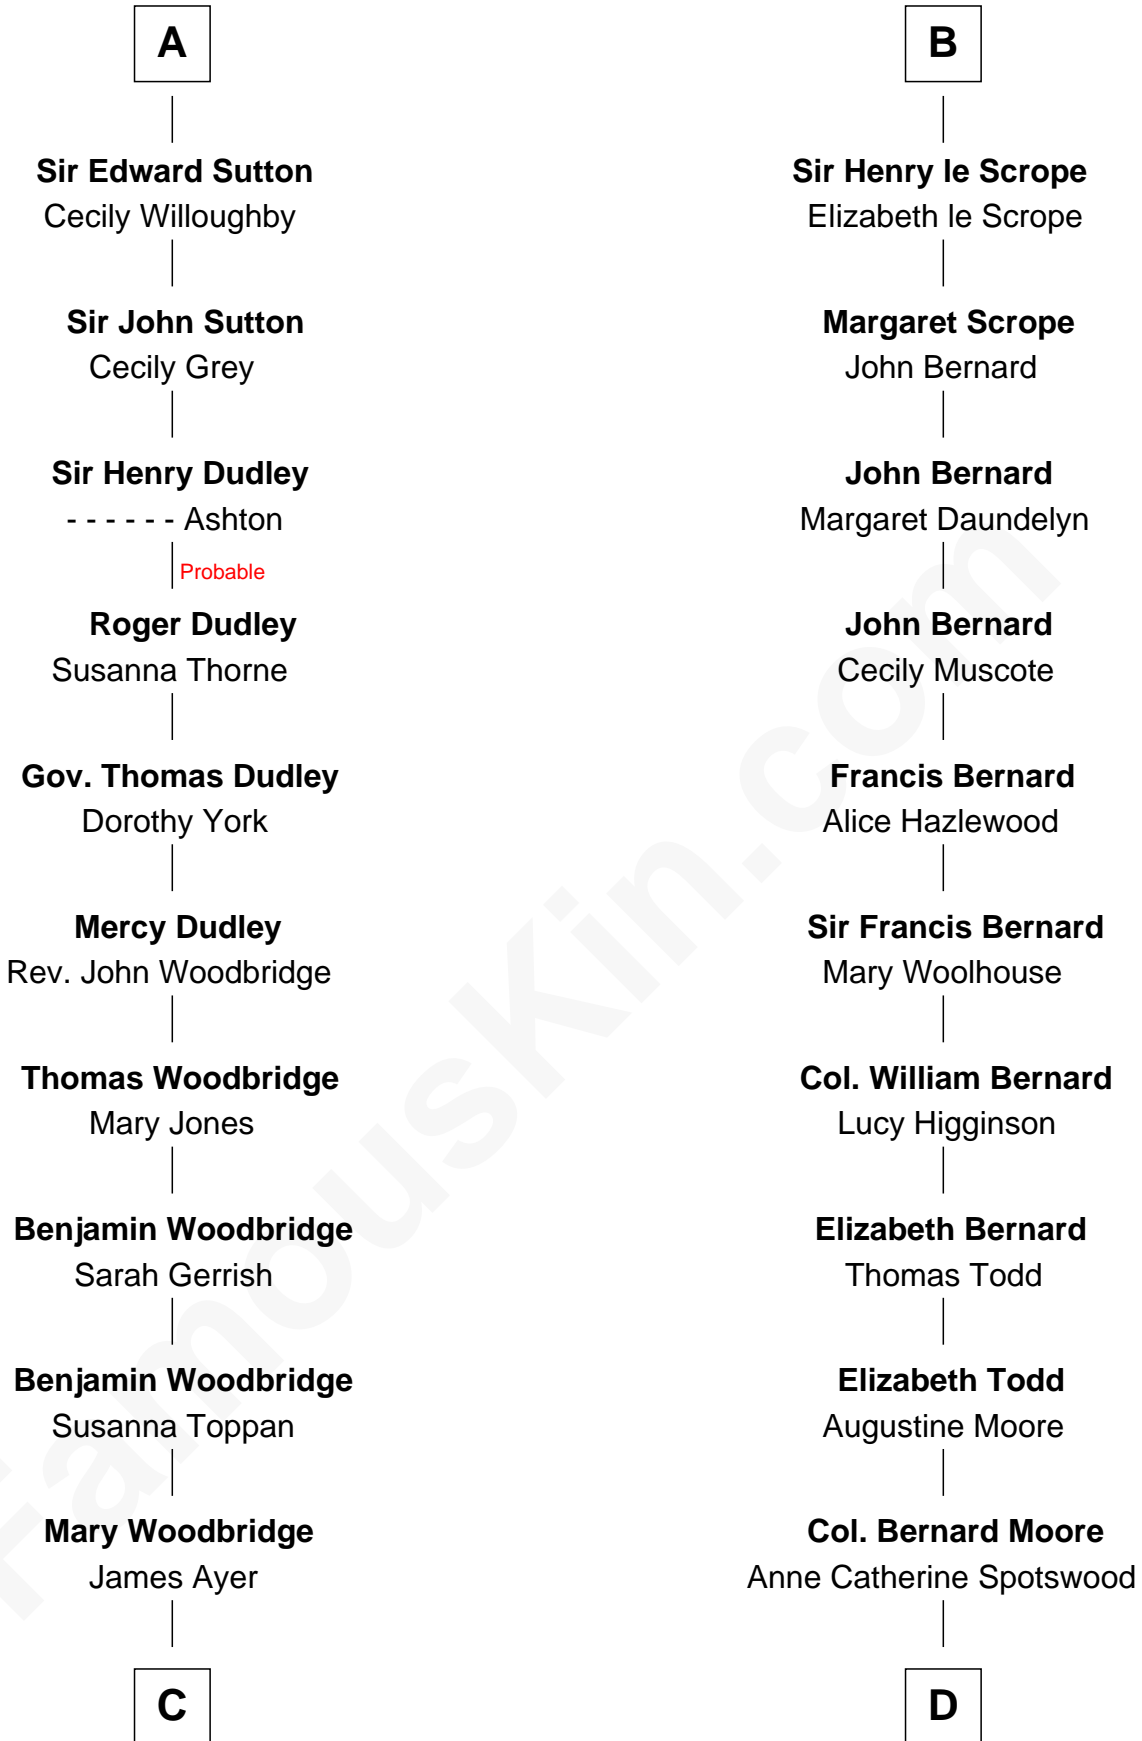 A
Sir Edward Sutton
Cecily Willoughby
Sir John Sutton
Cecily Grey
Sir Henry Dudley
- - - - - - Ashton
Probable
Roger Dudley
Susanna Thorne
Gov. Thomas Dudley
Dorothy York
Mercy Dudley
Rev. John Woodbridge
Thomas Woodbridge
Mary Jones
Benjamin Woodbridge
Sarah Gerrish
Benjamin Woodbridge
Susanna Toppan
Mary Woodbridge
James Ayer
C
B
Sir Henry le Scrope
Elizabeth le Scrope
Margaret Scrope
John Bernard
John Bernard
Margaret Daundelyn
John Bernard
Cecily Muscote
Francis Bernard
Alice Hazlewood
Sir Francis Bernard
Mary Woolhouse
Col. William Bernard
Lucy Higginson
Elizabeth Bernard
Thomas Todd
Elizabeth Todd
Augustine Moore
Col. Bernard Moore
Anne Catherine Spotswood
D
FamousKin.com